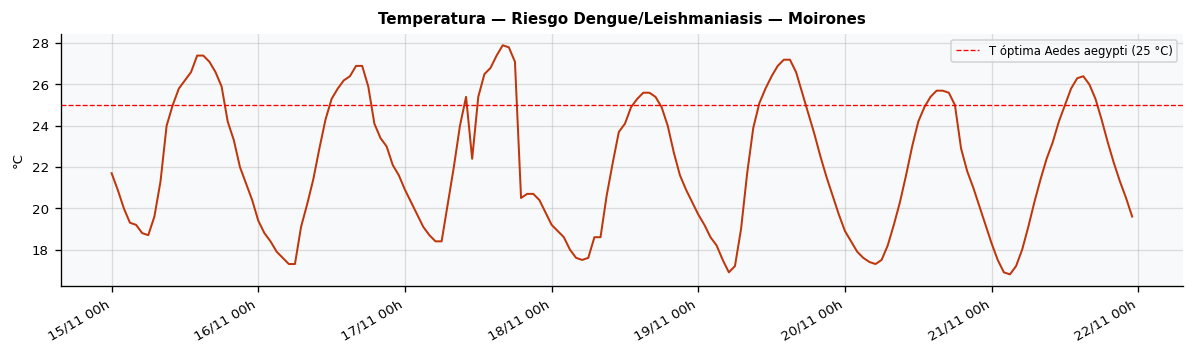 Temperatura — Riesgo Dengue/Leishmaniasis — Moirones
T óptima Aedes aegypti (25 °C)
°C
28
26
24
22
20
18
15/11 00h
16/11 00h
17/11 00h
18/11 00h
19/11 00h
20/11 00h
21/11 00h
22/11 00h